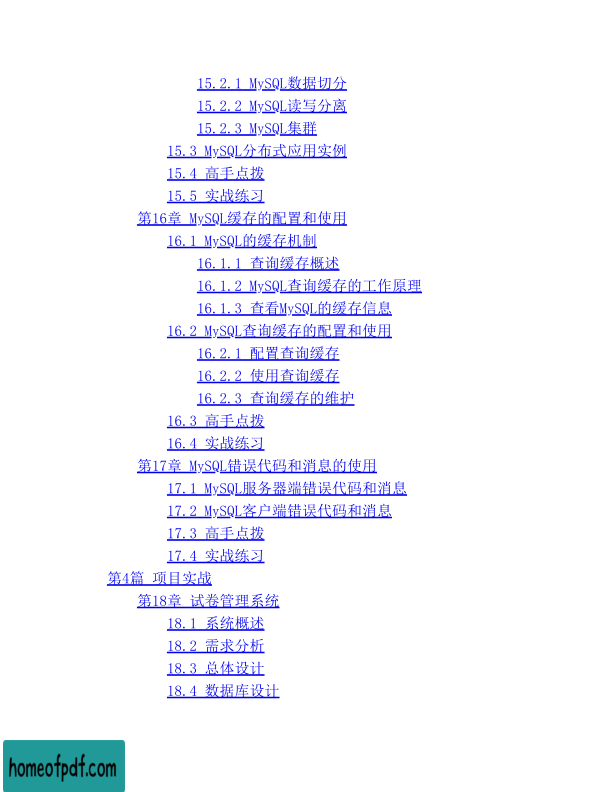 15.2.1 MySQL数据切分
15.2.2 MySQL读写分离
15.2.3 MySQL集群
15.3 MySQL分布式应用实例
15.4 高手点拨
15.5 实战练习
第16章 MySQL缓存的配置和使用
16.1 MySQL的缓存机制
16.1.1 查询缓存概述
16.1.2 MySQL查询缓存的工作原理
16.1.3 查看MySQL的缓存信息
16.2 MySQL查询缓存的配置和使用
16.2.1 配置查询缓存
16.2.2 使用查询缓存
16.2.3 查询缓存的维护
16.3 高手点拨
16.4 实战练习
第17章 MySQL错误代码和消息的使用
17.1 MySQL服务器端错误代码和消息
17.2 MySQL客户端错误代码和消息
17.3 高手点拨
17.4 实战练习
第4篇 项目实战
第18章 试卷管理系统
18.1 系统概述
18.2 需求分析
18.3 总体设计
18.4 数据库设计
homeofpdf.com